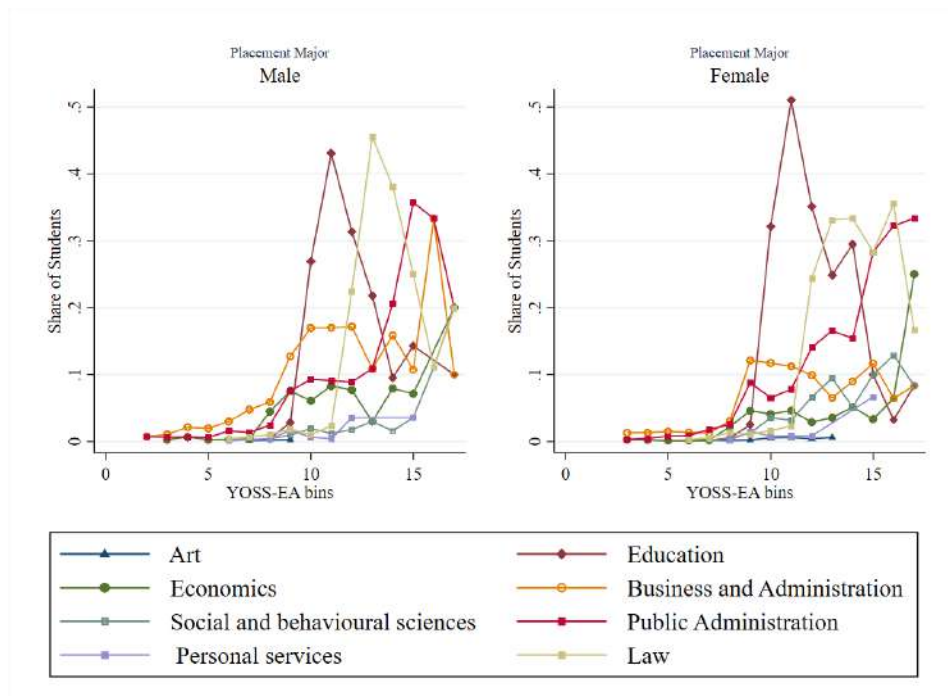 Placement Major
Male
Share of Students
.5
.4
.3
.2
.1
0
0 5 10 15
YOSS-EA bins
Placement Major
Female
Share of Students
.5
.4
.3
.2
.1
0
0 5 10 15
YOSS-EA bins
Art
Education
Economics
Business and Administration
Social and behavioural sciences
Public Administration
Personal services
Law